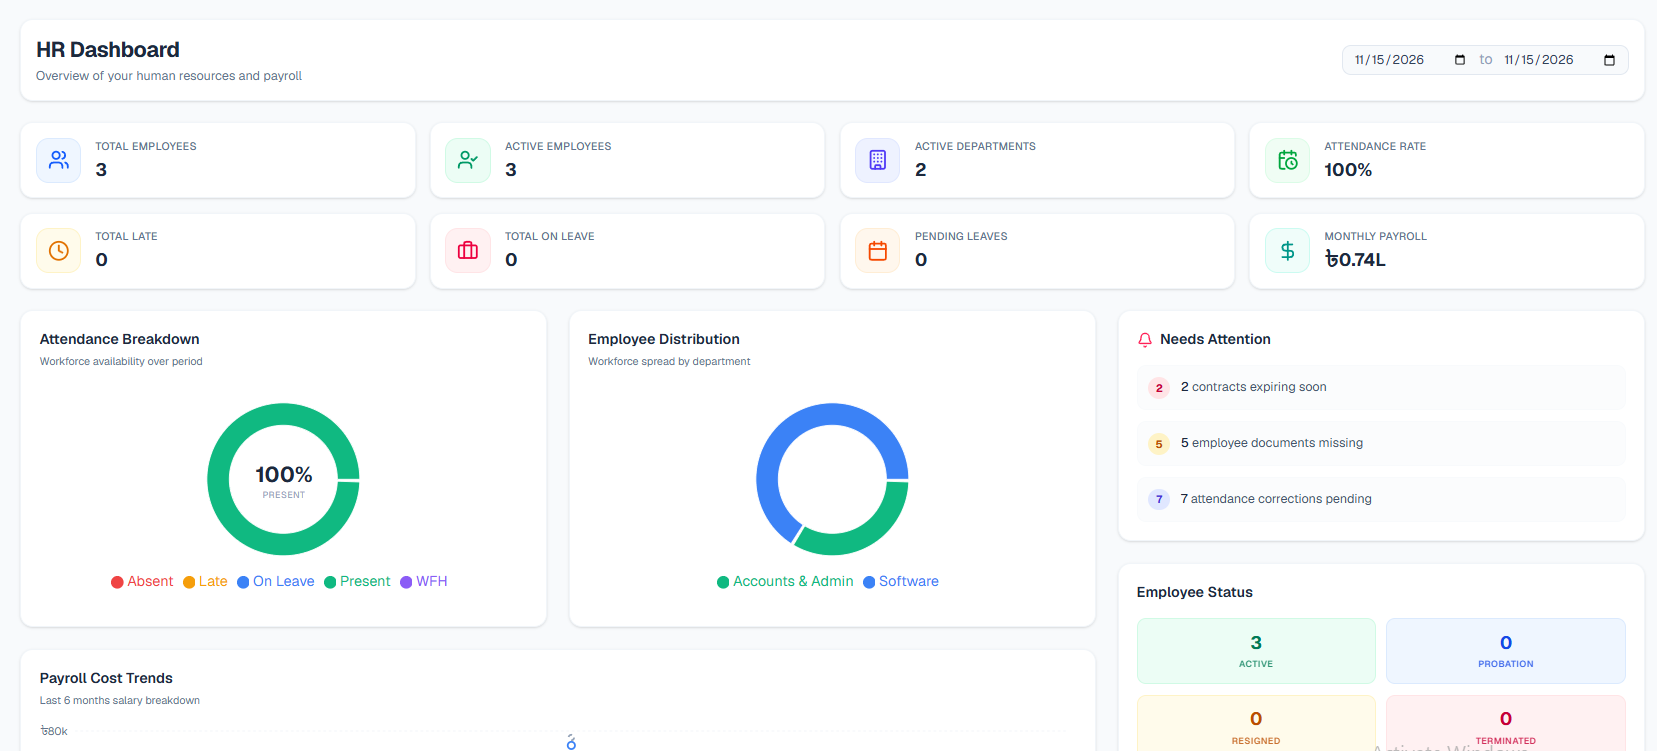 HR Dashboard
Overview of your human resources and payroll
11/15/2026 to 11/15/2026
TOTAL EMPLOYEES
3
ACTIVE EMPLOYEES
3
ACTIVE DEPARTMENTS
2
ATTENDANCE RATE
100%
TOTAL LATE
0
TOTAL ON LEAVE
0
PENDING LEAVES
0
MONTHLY PAYROLL
৳0.74L
Attendance Breakdown
Workforce availability over period
100%
PRESENT
Absent Late On Leave Present WFH
Employee Distribution
Workforce spread by department
Accounts & Admin Software
Needs Attention
2 2 contracts expiring soon
5 5 employee documents missing
7 7 attendance corrections pending
Employee Status
3
ACTIVE
0
PROBATION
0
RESIGNED
0
TERMINATED
Payroll Cost Trends
Last 6 months salary breakdown
৳80k
Activate Windows